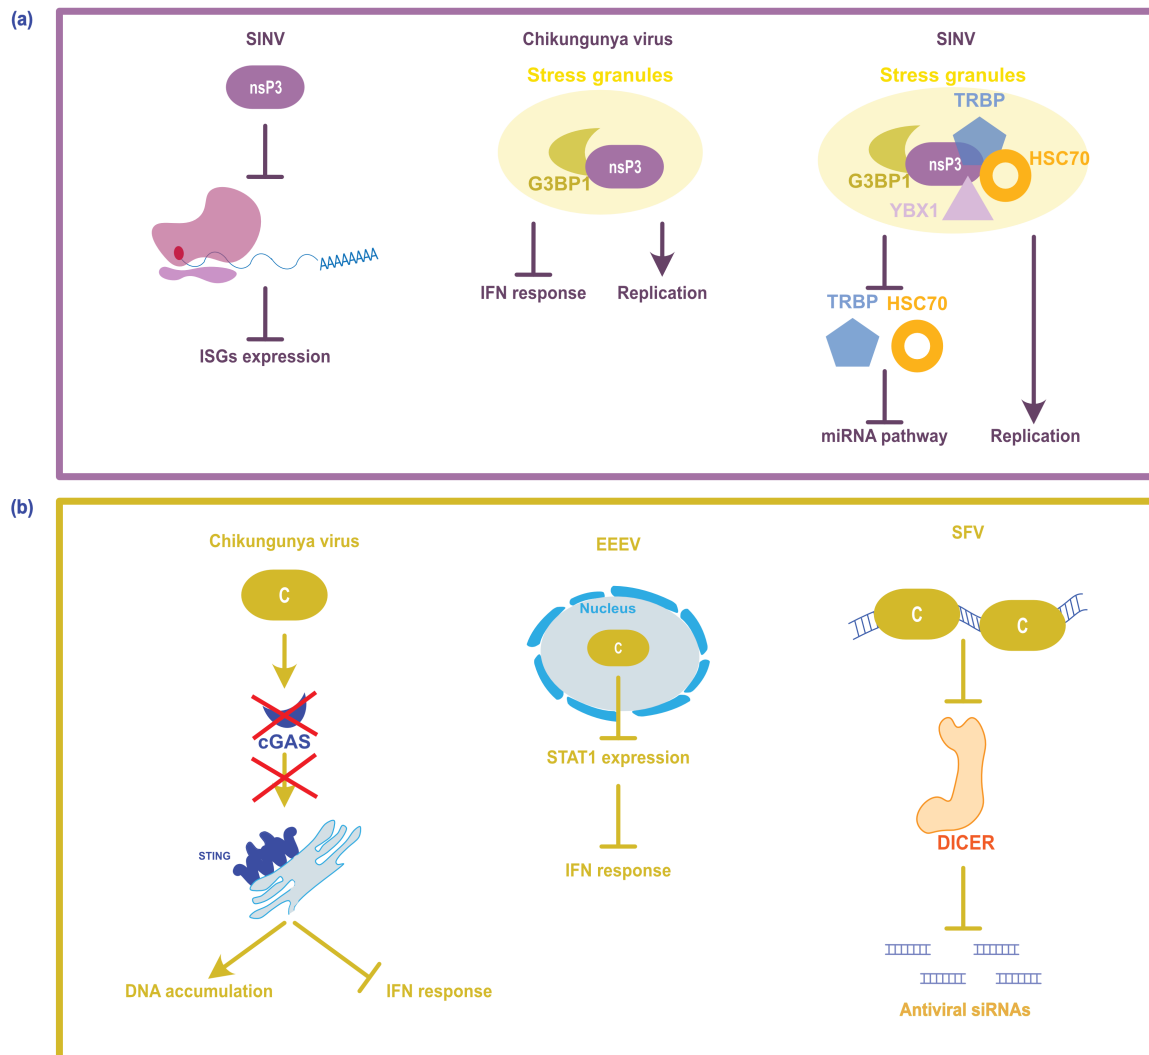 (a)
SINV
nsP3
AAAAAAAA
ISGs expression
Chikungunya virus
Stress granules
G3BP1
nsP3
IFN response
Replication
SINV
Stress granules
TRBP
nsP3
HSC70
G3BP1
YBX1
TRBP
HSC70
miRNA pathway
Replication
(b)
Chikungunya virus
C
cGAS
STING
DNA accumulation
IFN response
EEEV
Nucleus
C
STAT1 expression
IFN response
SFV
C
C
DICER
Antiviral siRNAs